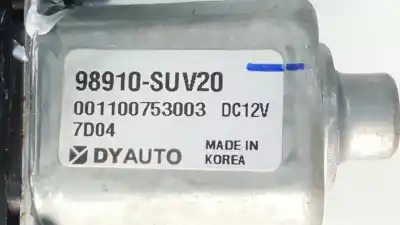 98910-SUV20
001100753003 DC12V
7D04
DYAUTO MADE IN
KOREA